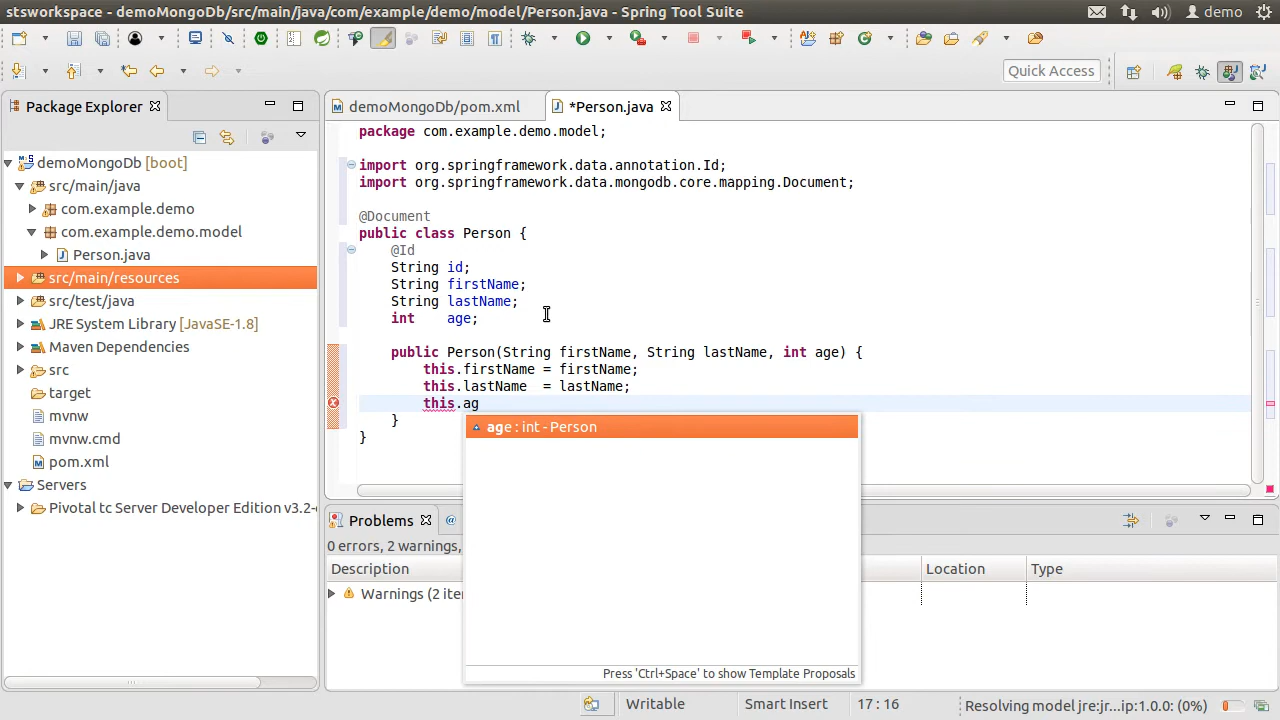 stsworkspace - demoMongoDb/src/main/java/com/example/demo/model/Person.java - Spring Tool Suite
demo
Quick Access
Package Explorer
demoMongoDb [boot]
src/main/java
com.example.demo
com.example.demo.model
Person.java
src/main/resources
src/test/java
JRE System Library [JavaSE-1.8]
Maven Dependencies
src
target
mvnw
mvnw.cmd
pom.xml
Servers
Pivotal tc Server Developer Edition v3.2-
demoMongoDb/pom.xml
*Person.java
package com.example.demo.model;
import org.springframework.data.annotation.Id;
import org.springframework.data.mongodb.core.mapping.Document;
@Document
public class Person {
@Id
String id;
String firstName;
String lastName;
int    age;
public Person(String firstName, String lastName, int age) {
this.firstName = firstName;
this.lastName  = lastName;
this.ag
}
}
age : int - Person
Press 'Ctrl+Space' to show Template Proposals
Problems
@
0 errors, 2 warnings,
Description
Location
Type
Warnings (2 iter
Writable
Smart Insert
17 : 16
Resolving model jre:jr...ip:1.0.0: (0%)